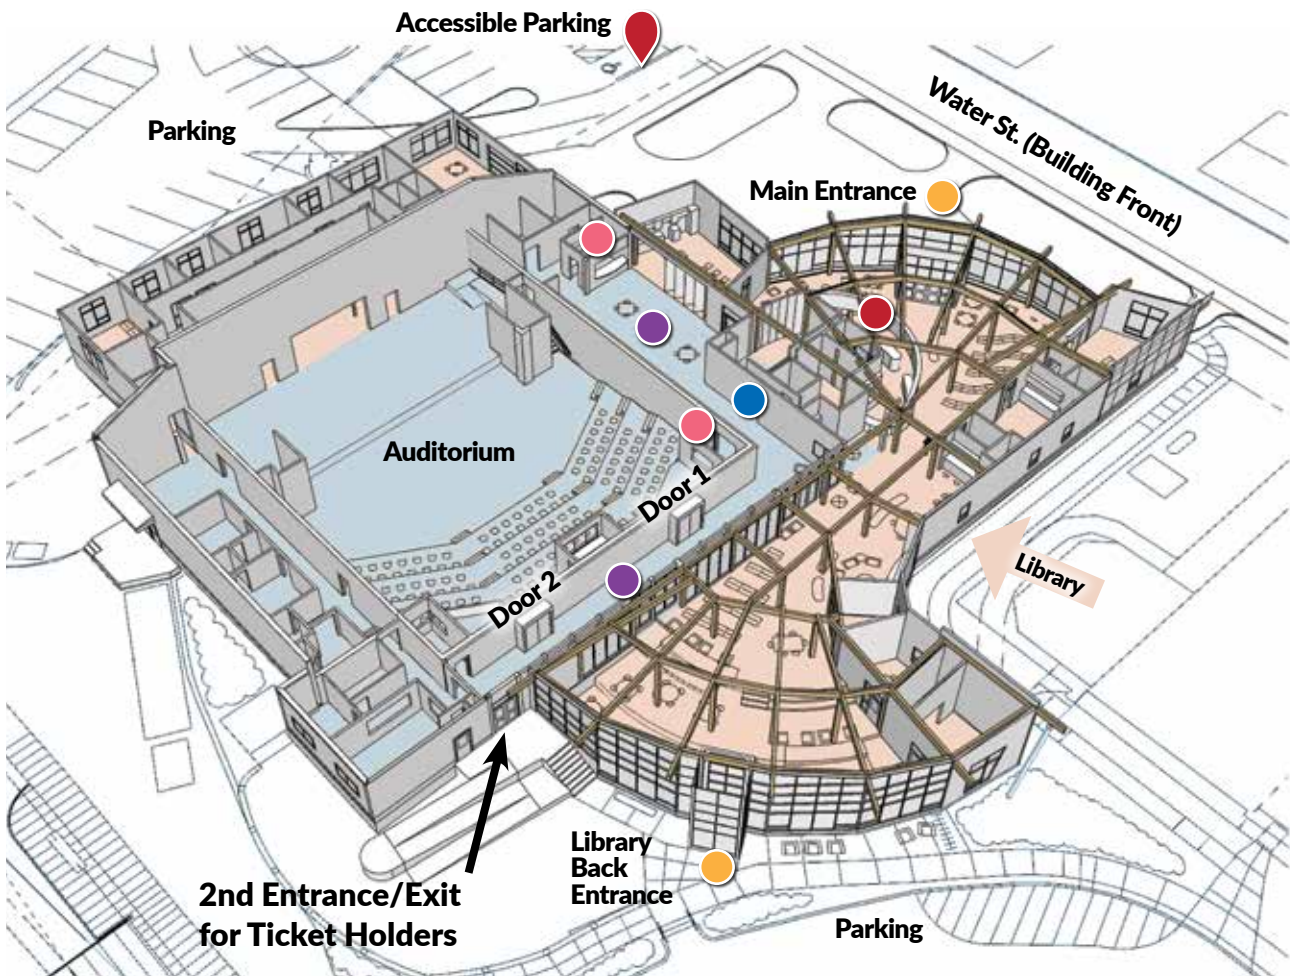 Accessible Parking
Parking
Water St. (Building Front)
Main Entrance
Auditorium
Door 1
Door 2
Library
2nd Entrance/Exit
for Ticket Holders
Library
Back
Entrance
Parking